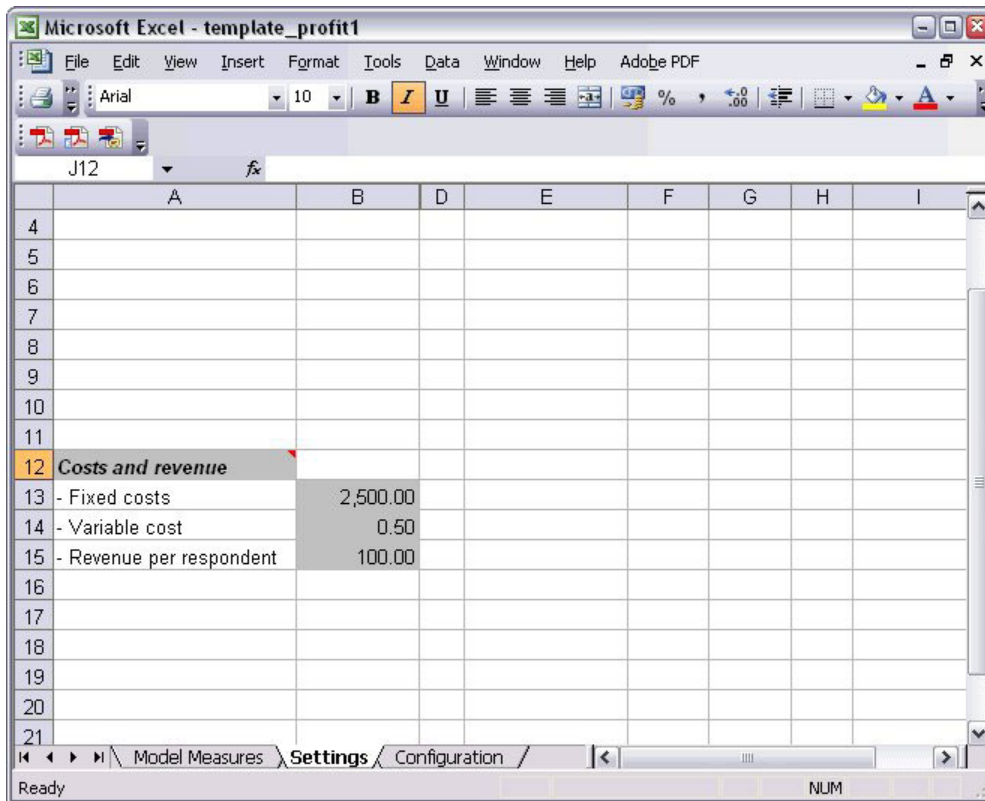 Microsoft Excel - template_profit1
File Edit View Insert Format Tools Data Window Help Adobe PDF
Arial 10 B I U % , .00
J12 fx
A B D E F G H I
4
5
6
7
8
9
10
11
12 Costs and revenue
13 - Fixed costs 2,500.00
14 - Variable cost 0.50
15 - Revenue per respondent 100.00
16
17
18
19
20
21
Model Measures Settings Configuration
Ready NUM